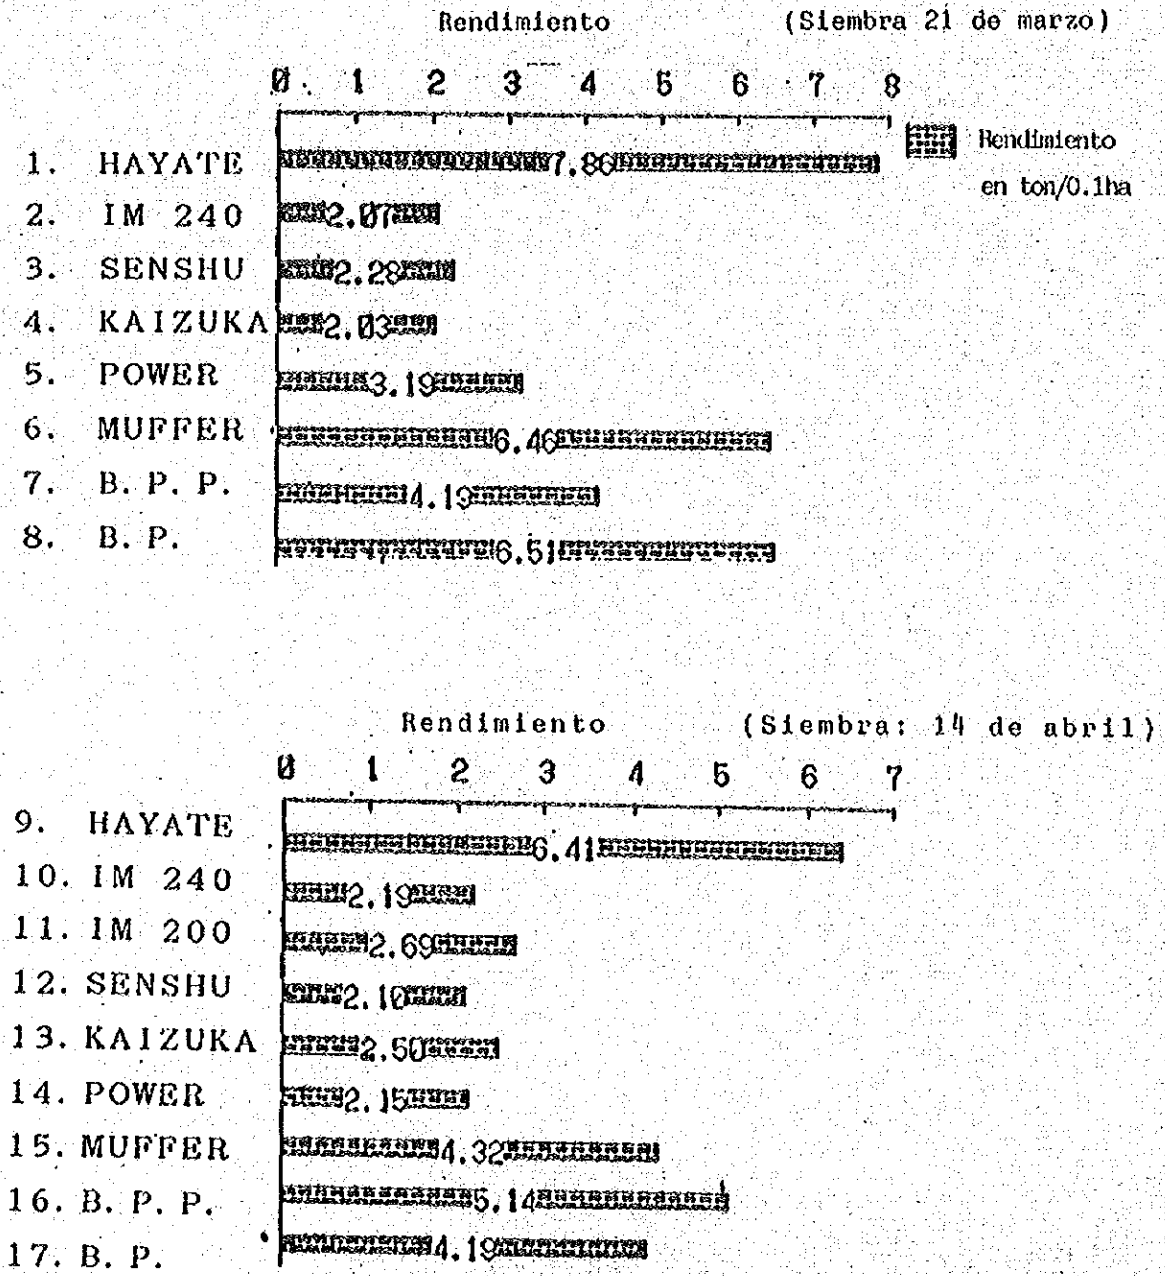 Rendimiento (Siembra 21 de marzo)
0 1 2 3 4 5 6 7 8
Rendimiento
en ton/0.1ha
1. HAYATE 7.80
2. IM 240 2.07
3. SENSHU 2.28
4. KAIZUKA 2.03
5. POWER 3.19
6. MUFFER 6.46
7. B. P. P. 4.19
8. B. P. 6.51
Rendimiento (Siembra: 14 de abril)
0 1 2 3 4 5 6 7
9. HAYATE 6.41
10. IM 240 2.19
11. IM 200 2.69
12. SENSHU 2.10
13. KAIZUKA 2.50
14. POWER 2.15
15. MUFFER 4.32
16. B. P. P. 5.14
17. B. P. 4.19